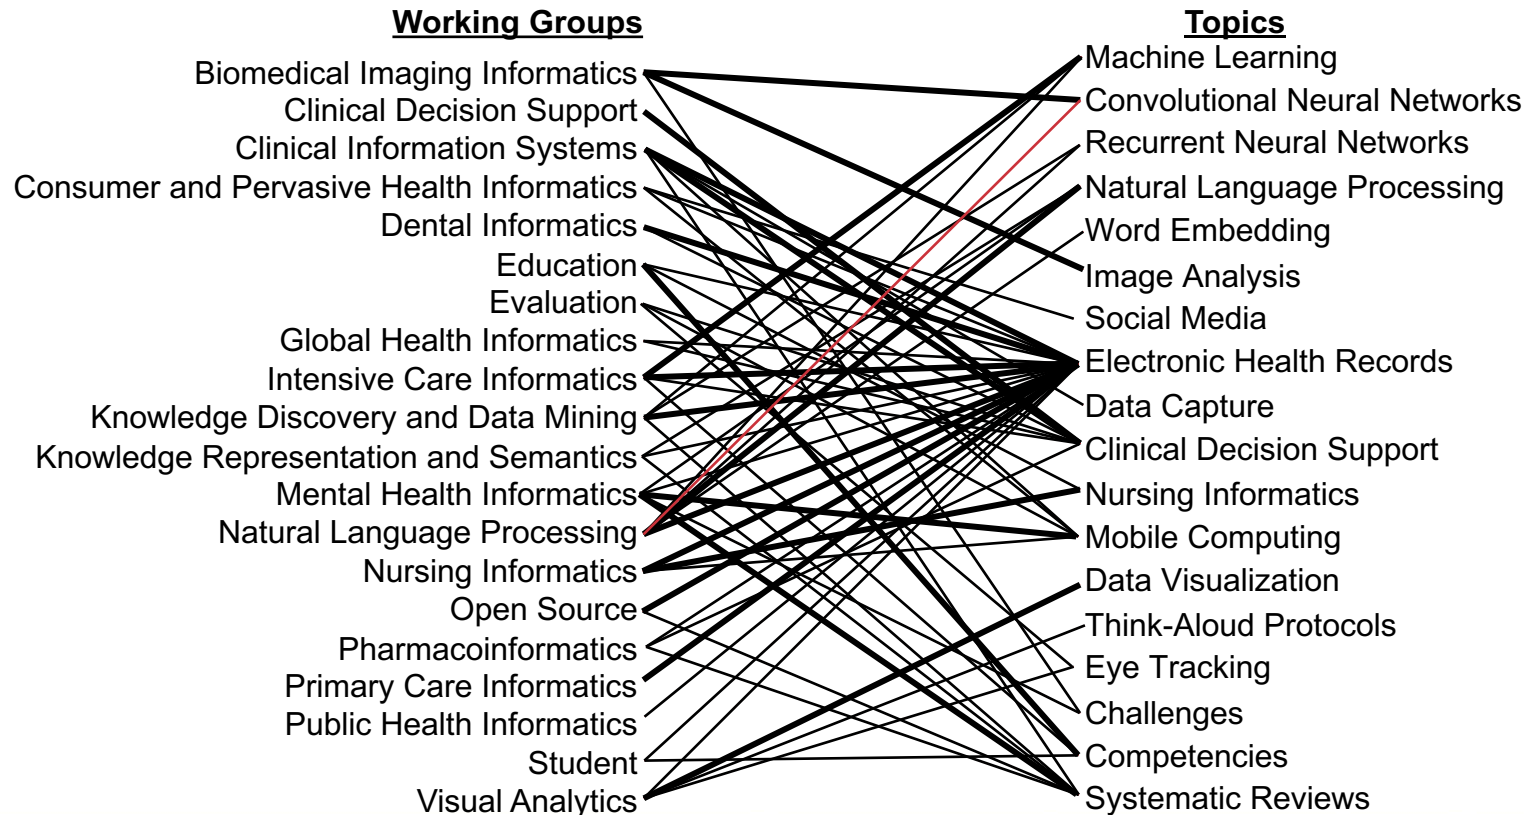 Working Groups
Biomedical Imaging Informatics
Clinical Decision Support
Clinical Information Systems
Consumer and Pervasive Health Informatics
Dental Informatics
Education
Evaluation
Global Health Informatics
Intensive Care Informatics
Knowledge Discovery and Data Mining
Knowledge Representation and Semantics
Mental Health Informatics
Natural Language Processing
Nursing Informatics
Open Source
Pharmacoinformatics
Primary Care Informatics
Public Health Informatics
Student
Visual Analytics
Topics
Machine Learning
Convolutional Neural Networks
Recurrent Neural Networks
Natural Language Processing
Word Embedding
Image Analysis
Social Media
Electronic Health Records
Data Capture
Clinical Decision Support
Nursing Informatics
Mobile Computing
Data Visualization
Think-Aloud Protocols
Eye Tracking
Challenges
Competencies
Systematic Reviews